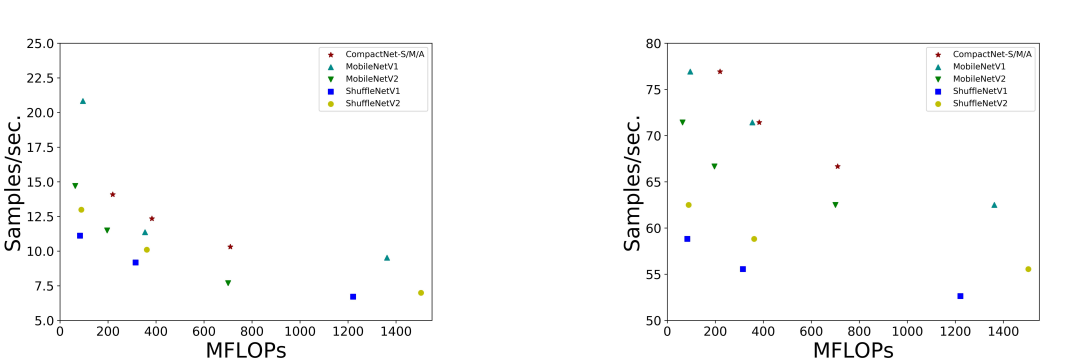 25.0
22.5
20.0
17.5
15.0
12.5
10.0
7.5
5.0
Samples/sec.
CompactNet-S/M/A
MobileNetV1
MobileNetV2
ShuffleNetV1
ShuffleNetV2
0 200 400 600 800 1000 1200 1400
MFLOPs
80
75
70
65
60
55
50
Samples/sec.
CompactNet-S/M/A
MobileNetV1
MobileNetV2
ShuffleNetV1
ShuffleNetV2
0 200 400 600 800 1000 1200 1400
MFLOPs